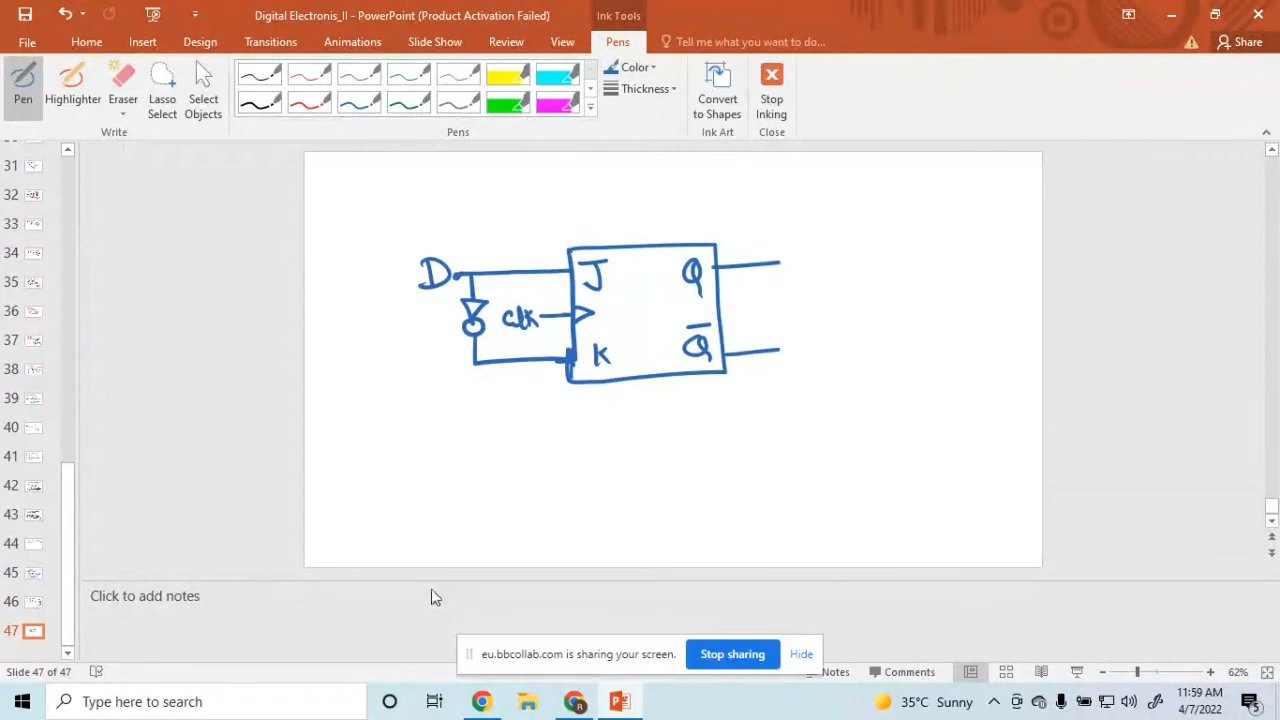 Digital Electronis_II - PowerPoint (Product Activation Failed)
Ink Tools
File Home Insert Design Transitions Animations Slide Show Review View Pens Tell me what you want to do... Share
Pen Highlighter Eraser Lasso Select Select Objects
Color
Thickness
Convert to Shapes
Stop Inking
Write Pens Ink Art Close
31
32
33
34
35
36
37
38
39
40
41
42
43
44
45
46
47
D J Q
clk
K Q̅
Click to add notes
eu.bbcollab.com is sharing your screen. Stop sharing Hide
Slide 47 of 47 Notes Comments 62%
Type here to search
35°C Sunny
11:59 AM
4/7/2022
5
R